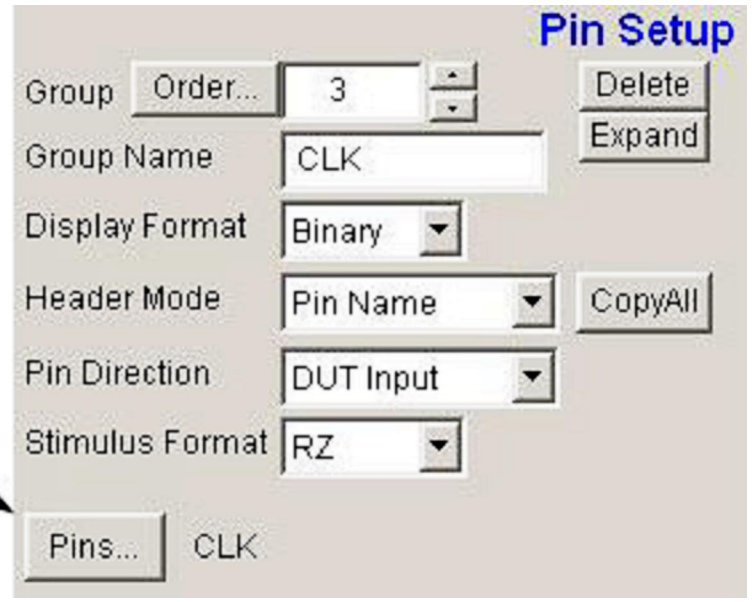 Pin Setup
Group Order... 3 Delete
Expand
Group Name CLK
Display Format Binary
Header Mode Pin Name CopyAll
Pin Direction DUT Input
Stimulus Format RZ
Pins... CLK